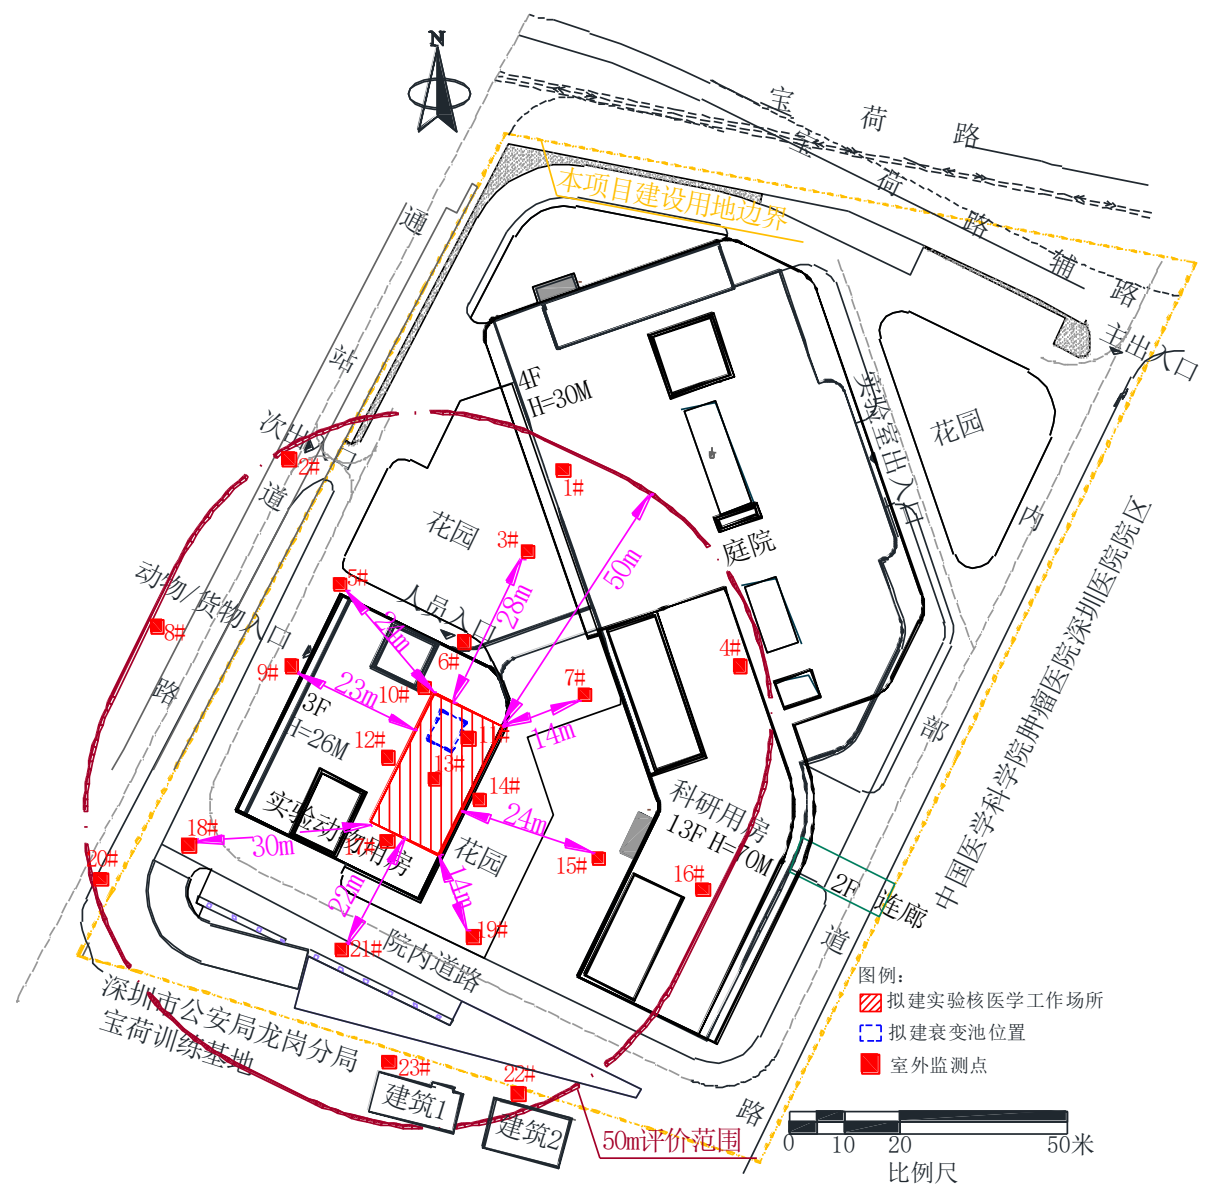 N
宝荷路
宝荷路辅路
本项目建设用地边界
通站道路
主出入口
次出入口
4F
H=30M
实验室出入口
花园
2#
1#
花园
3#
庭院
50m
内部道路
中国医学科学院肿瘤医院深圳医院院区
动物/货物入口
5#
人员入口
28m
24m
8#
6#
4#
9#
23m
10#
7#
3F
H=26M
11#
14m
12#
13#
14#
科研用房
13F H=70M
实验动物用房
24m
18#
30m
花园
15#
16#
20#
2F
连廊
22m
14m
19#
21#
院内道路
深圳市公安局龙岗分局
宝荷训练基地
23#
22#
建筑1
建筑2
50m评价范围
图例:
拟建实验核医学工作场所
拟建衰变池位置
室外监测点
0 10 20 50米
比例尺